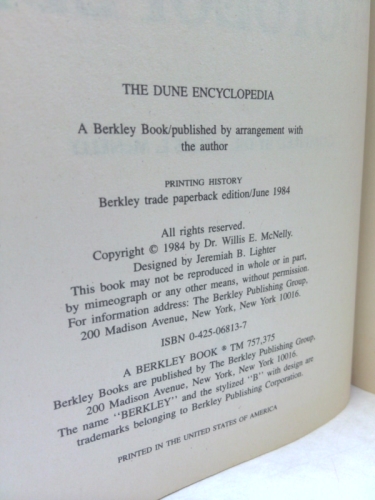 THE DUNE ENCYCLOPEDIA
A Berkley Book/published by arrangement with
the author
PRINTING HISTORY
Berkley trade paperback edition/June 1984
All rights reserved.
Copyright © 1984 by Dr. Willis E. McNelly.
Designed by Jeremiah B. Lighter
This book may not be reproduced in whole or in part,
by mimeograph or any other means, without permission.
For information address: The Berkley Publishing Group,
200 Madison Avenue, New York, New York 10016.
ISBN 0-425-06813-7
A BERKLEY BOOK ® TM 757,375
Berkley Books are published by The Berkley Publishing Group,
200 Madison Avenue, New York, New York 10016.
The name "BERKLEY" and the stylized "B" with design are
trademarks belonging to Berkley Publishing Corporation.
PRINTED IN THE UNITED STATES OF AMERICA